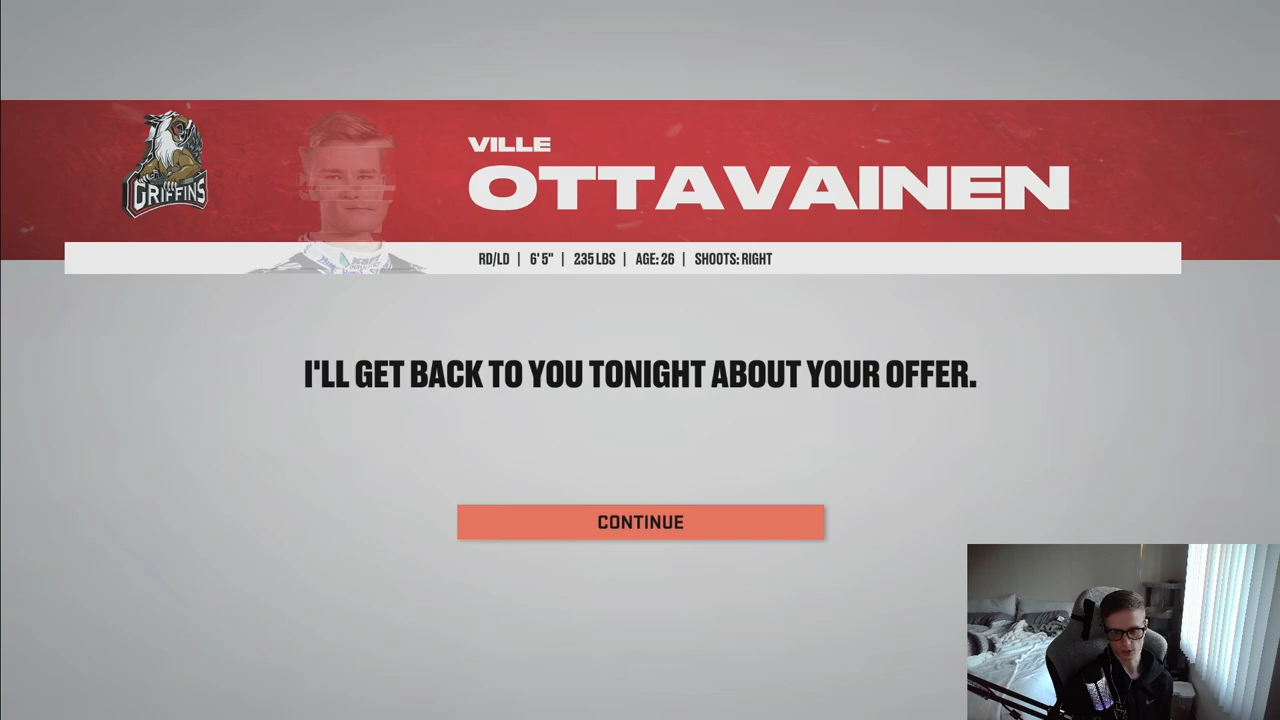 GRIFFINS
VILLE
OTTAVAINEN
RD/LD | 6' 5" | 235 LBS | AGE: 26 | SHOOTS: RIGHT
I'LL GET BACK TO YOU TONIGHT ABOUT YOUR OFFER.
CONTINUE